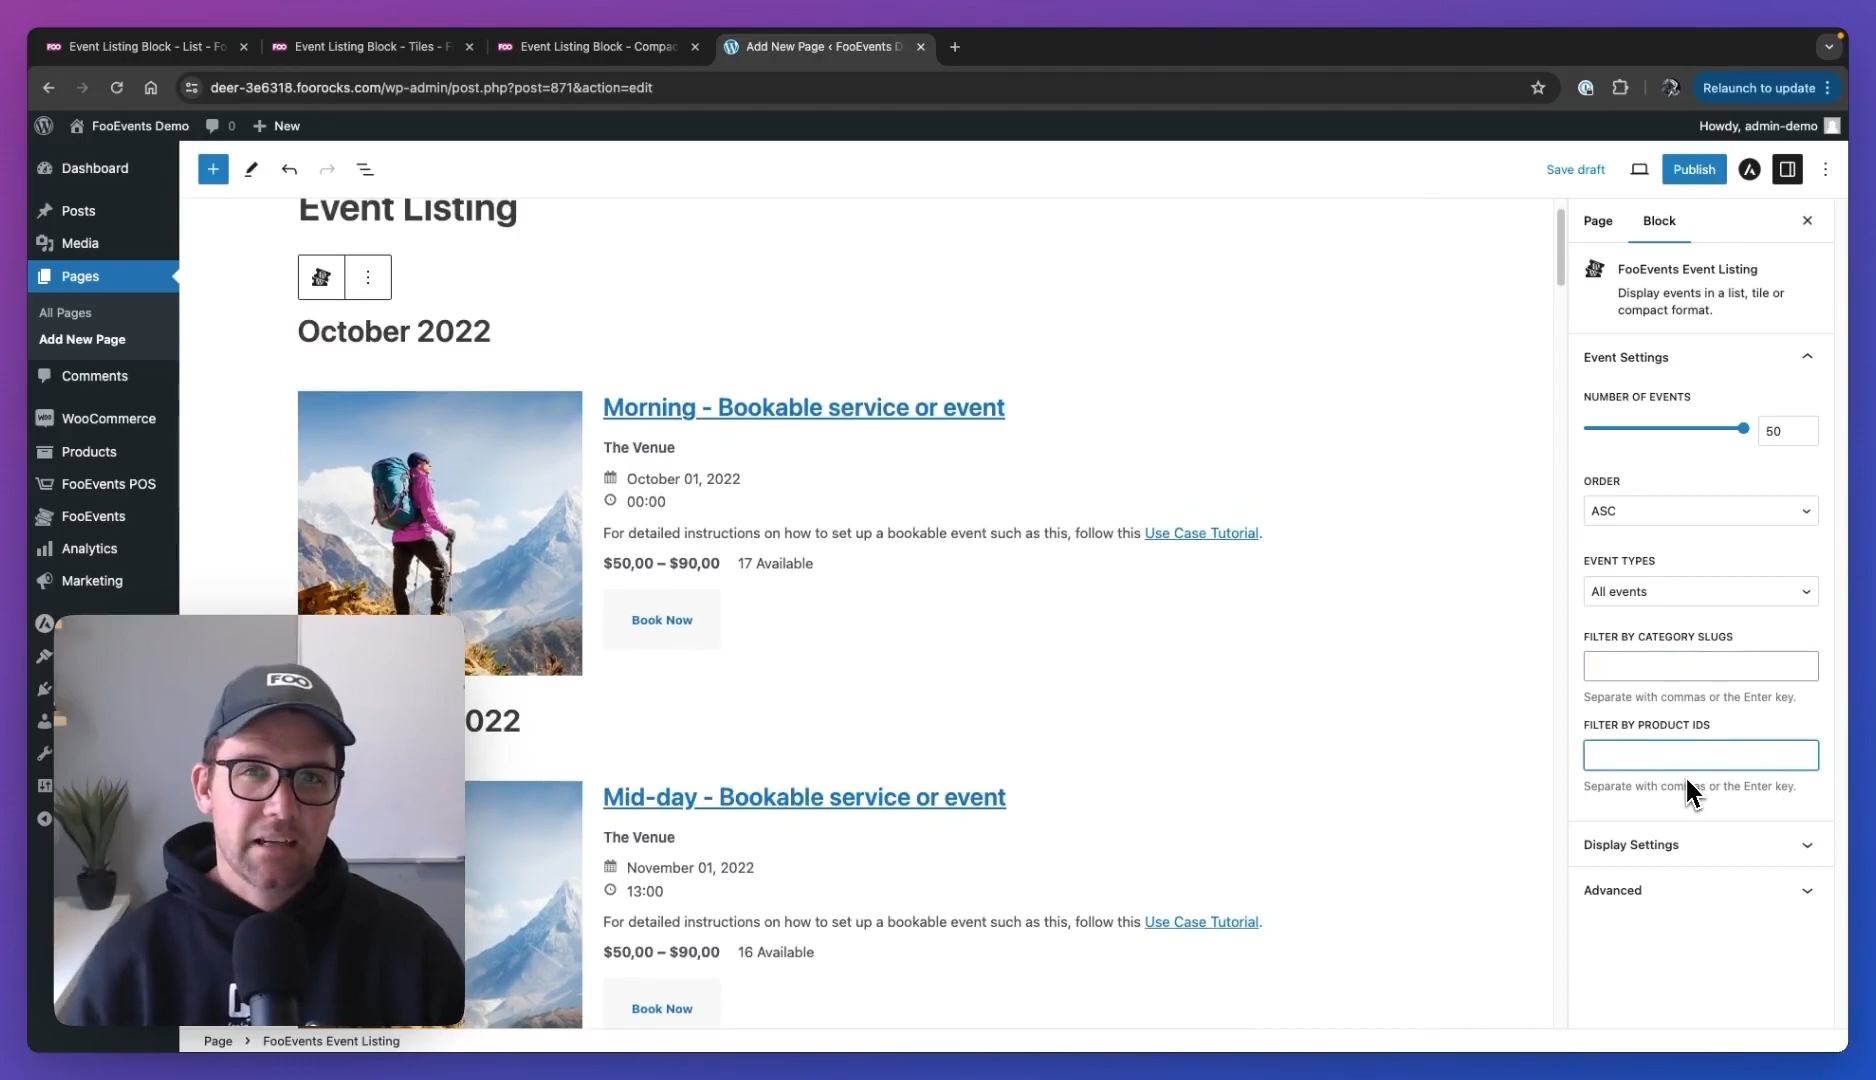 Event Listing Block - List - Fo
Event Listing Block - Tiles - F
Event Listing Block - Compac
Add New Page ‹ FooEvents D
deer-3e6318.foorocks.com/wp-admin/post.php?post=871&action=edit
Relaunch to update
FooEvents Demo
0
New
Howdy, admin-demo
Dashboard
Posts
Media
Pages
All Pages
Add New Page
Comments
WooCommerce
Products
FooEvents POS
FooEvents
Analytics
Marketing
Save draft
Publish
Event Listing
October 2022
Morning - Bookable service or event
The Venue
October 01, 2022
00:00
For detailed instructions on how to set up a bookable event such as this, follow this Use Case Tutorial.
$50,00 – $90,00 17 Available
Book Now
022
Mid-day - Bookable service or event
The Venue
November 01, 2022
13:00
For detailed instructions on how to set up a bookable event such as this, follow this Use Case Tutorial.
$50,00 – $90,00 16 Available
Book Now
Page
Block
FooEvents Event Listing
Display events in a list, tile or
compact format.
Event Settings
NUMBER OF EVENTS
50
ORDER
ASC
EVENT TYPES
All events
FILTER BY CATEGORY SLUGS
Separate with commas or the Enter key.
FILTER BY PRODUCT IDS
Separate with commas or the Enter key.
Display Settings
Advanced
FOO
Page › FooEvents Event Listing